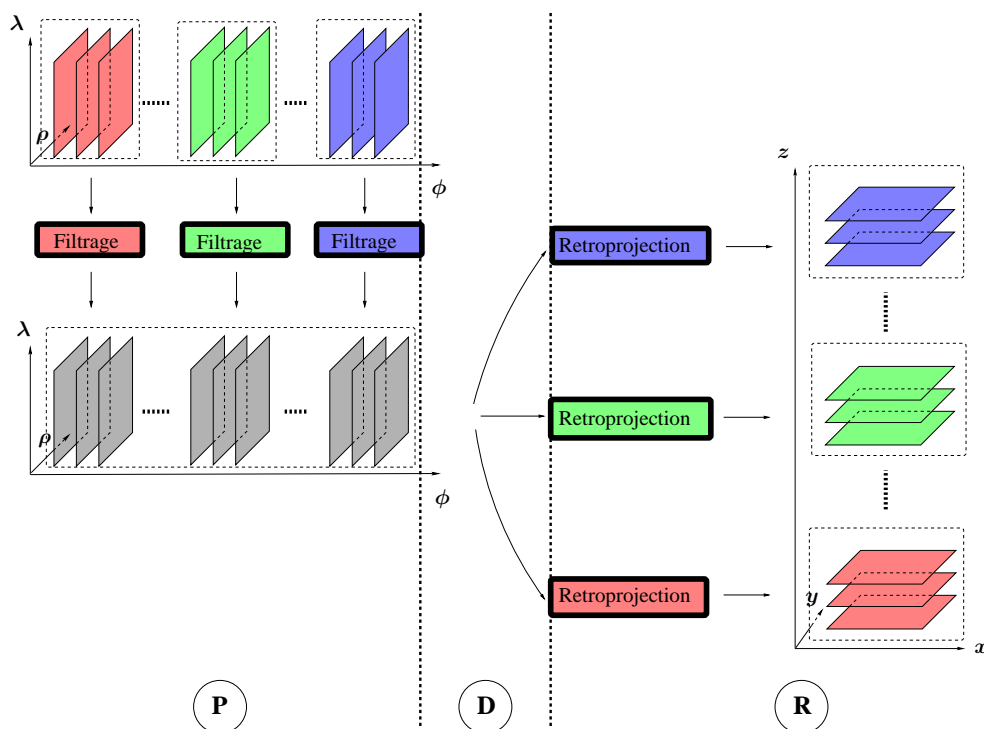 λ
ρ
ϕ
Filtrage Filtrage Filtrage
λ
ρ
ϕ
z
Retroprojection
Retroprojection
Retroprojection
y
x
P D R